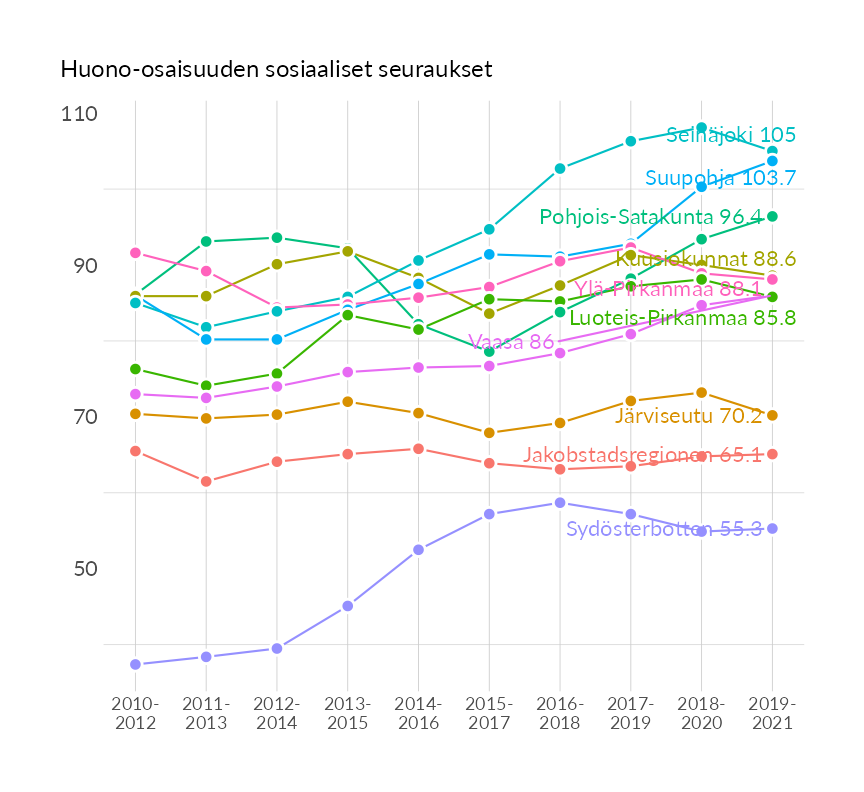 Huono-osaisuuden sosiaaliset seuraukset
110
Seinäjoki 105
Suupohja 103.7
Pohjois-Satakunta 96.4
Kuusiokunnat 88.6
90
Ylä-Pirkanmaa 88.1
Luoteis-Pirkanmaa 85.8
Vaasa 86
70
Järviseutu 70.2
Jakobstadsregionen 65.1
Sydösterbotten 55.3
50
2010- 2011- 2012- 2013- 2014- 2015- 2016- 2017- 2018- 2019-
2012 2013 2014 2015 2016 2017 2018 2019 2020 2021